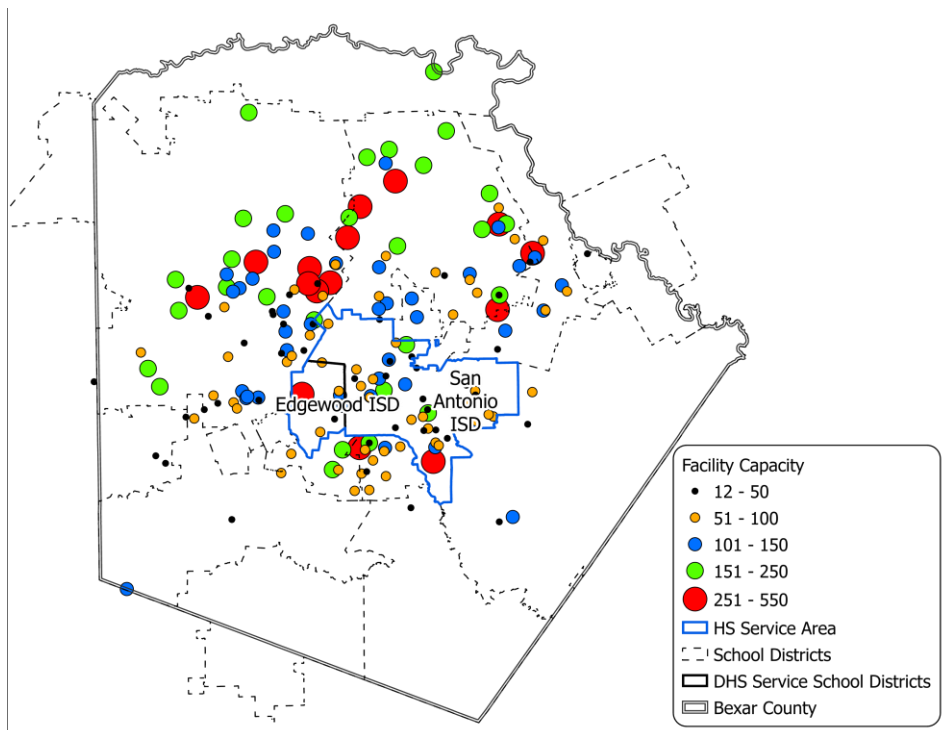 San
Edgewood ISD
Antonio
ISD
Facility Capacity
12 - 50
51 - 100
101 - 150
151 - 250
251 - 550
HS Service Area
School Districts
DHS Service School Districts
Bexar County